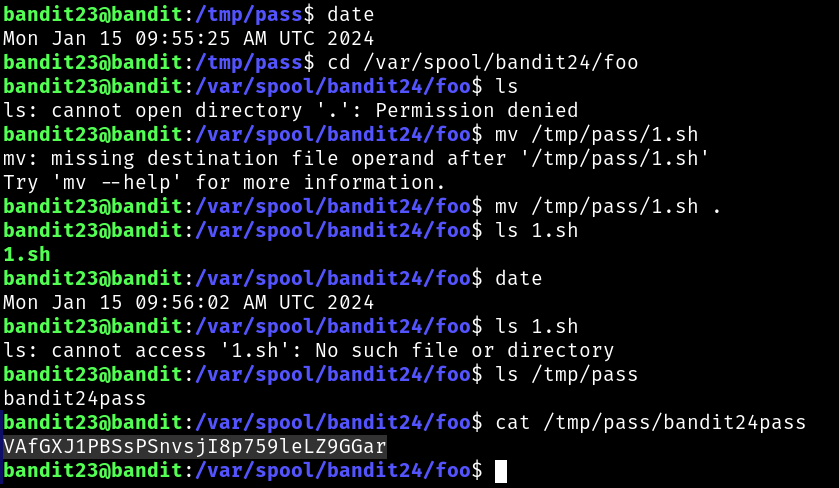 bandit23@bandit:/tmp/pass$ date
Mon Jan 15 09:55:25 AM UTC 2024
bandit23@bandit:/tmp/pass$ cd /var/spool/bandit24/foo
bandit23@bandit:/var/spool/bandit24/foo$ ls
ls: cannot open directory '.': Permission denied
bandit23@bandit:/var/spool/bandit24/foo$ mv /tmp/pass/1.sh
mv: missing destination file operand after '/tmp/pass/1.sh'
Try 'mv --help' for more information.
bandit23@bandit:/var/spool/bandit24/foo$ mv /tmp/pass/1.sh .
bandit23@bandit:/var/spool/bandit24/foo$ ls 1.sh
1.sh
bandit23@bandit:/var/spool/bandit24/foo$ date
Mon Jan 15 09:56:02 AM UTC 2024
bandit23@bandit:/var/spool/bandit24/foo$ ls 1.sh
ls: cannot access '1.sh': No such file or directory
bandit23@bandit:/var/spool/bandit24/foo$ ls /tmp/pass
bandit24pass
bandit23@bandit:/var/spool/bandit24/foo$ cat /tmp/pass/bandit24pass
VAfGXJ1PBSsPSnvsjI8p759leLZ9GGar
bandit23@bandit:/var/spool/bandit24/foo$